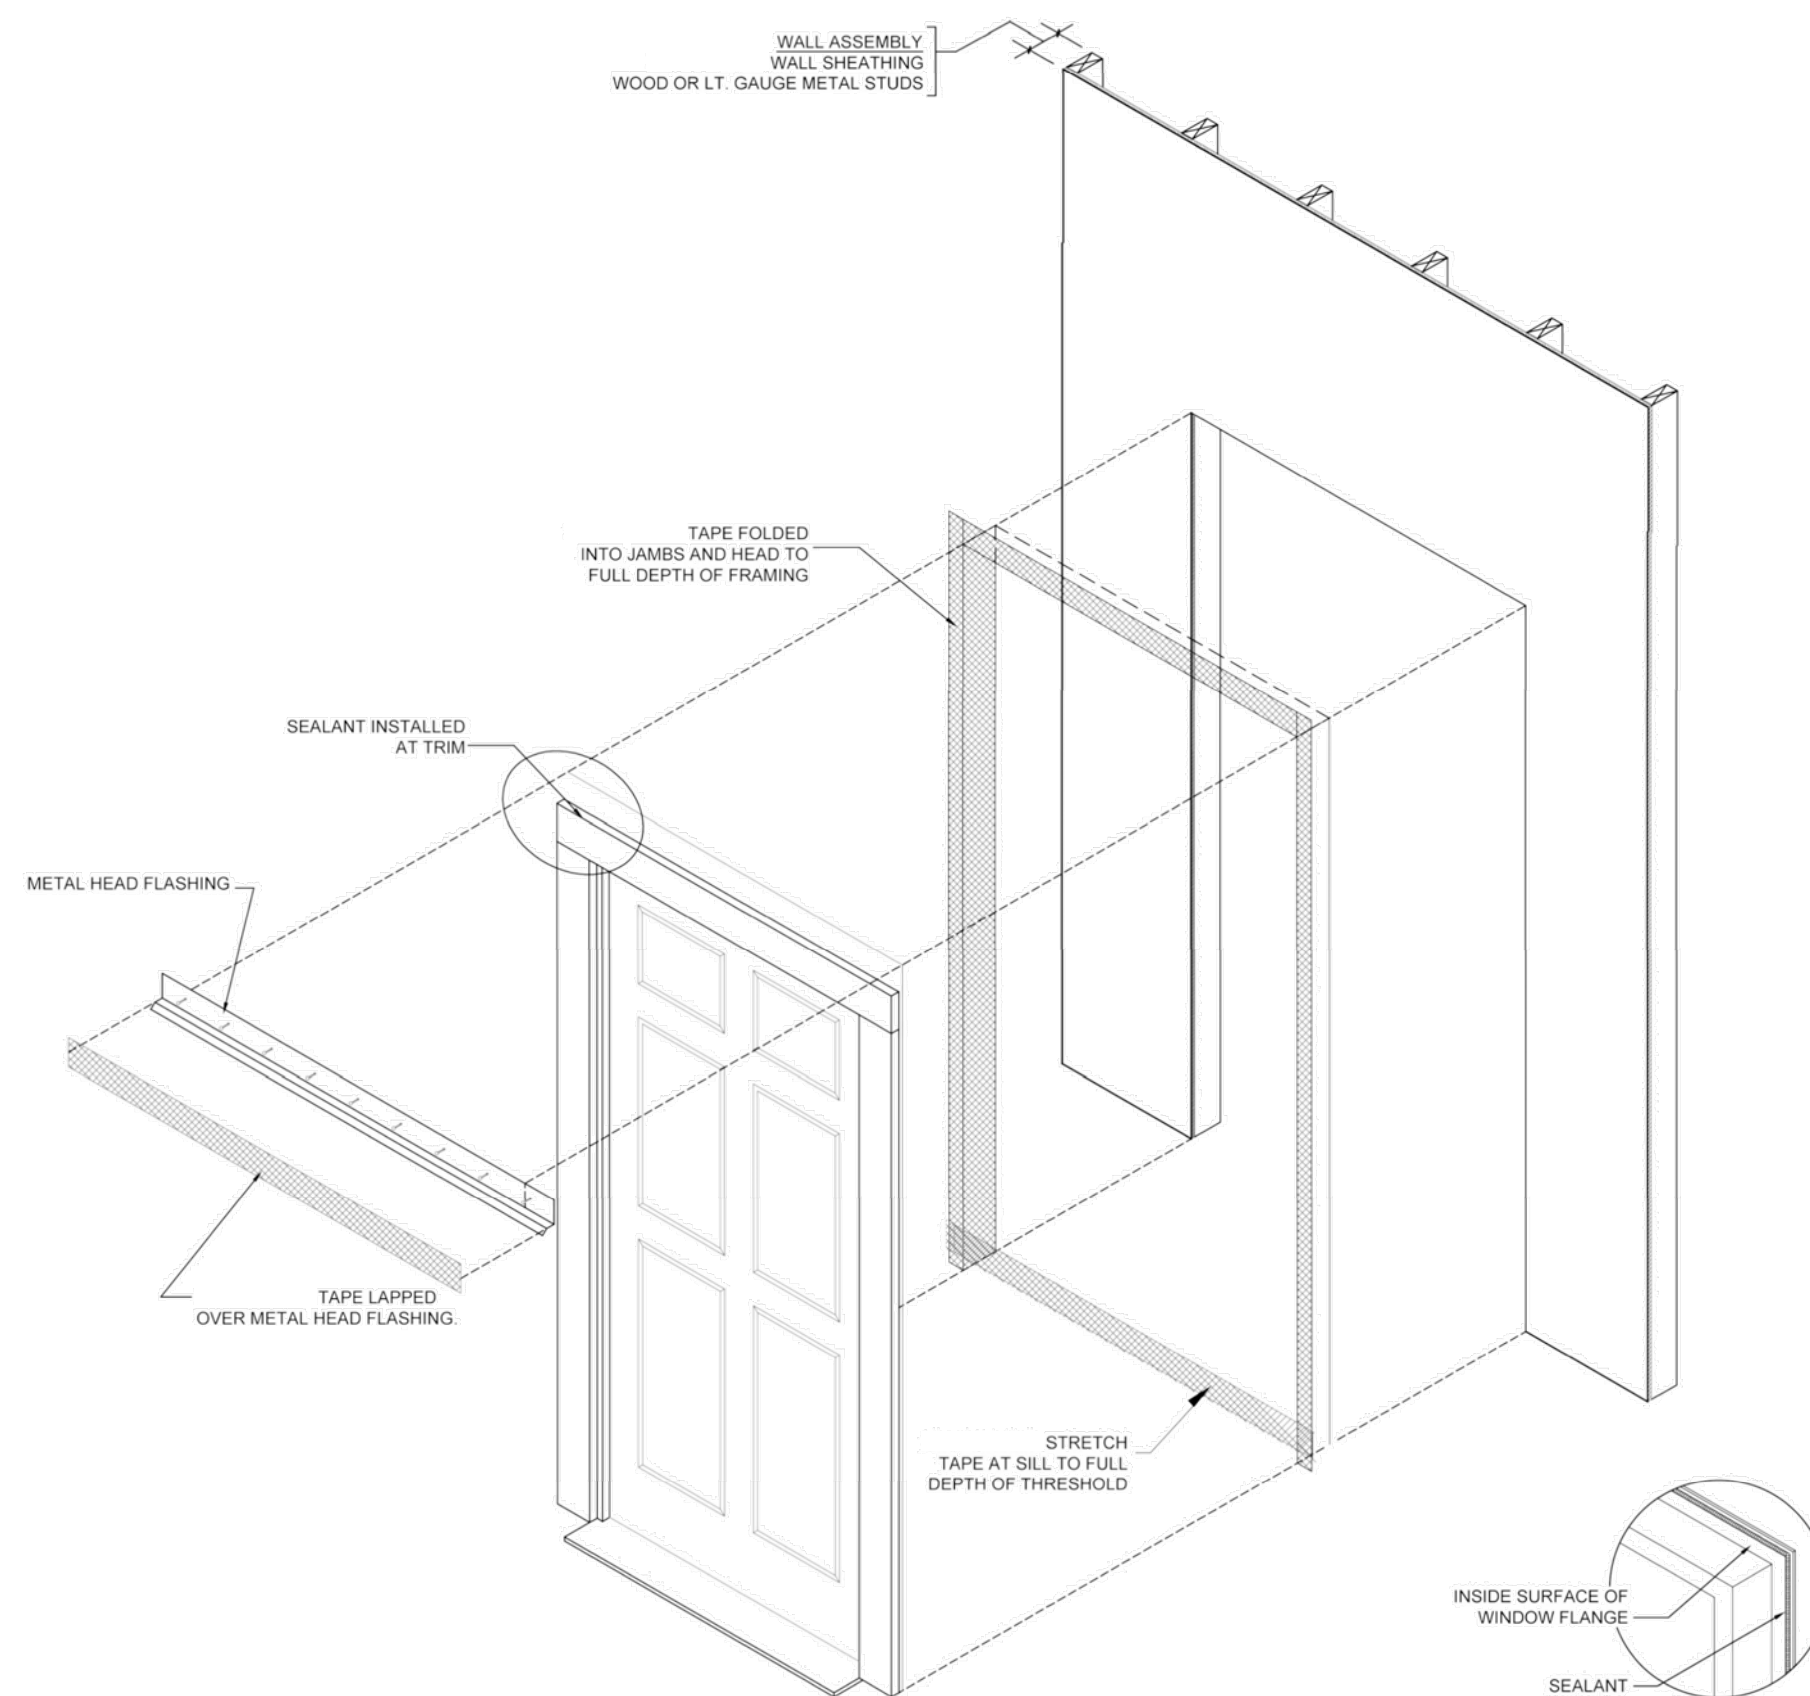 WALL ASSEMBLY
WALL SHEATHING
WOOD OR LT. GAUGE METAL STUDS
TAPE FOLDED
INTO JAMBS AND HEAD TO
FULL DEPTH OF FRAMING
SEALANT INSTALLED
AT TRIM
METAL HEAD FLASHING
TAPE LAPPED
OVER METAL HEAD FLASHING.
STRETCH
TAPE AT SILL TO FULL
DEPTH OF THRESHOLD
INSIDE SURFACE OF
WINDOW FLANGE
SEALANT